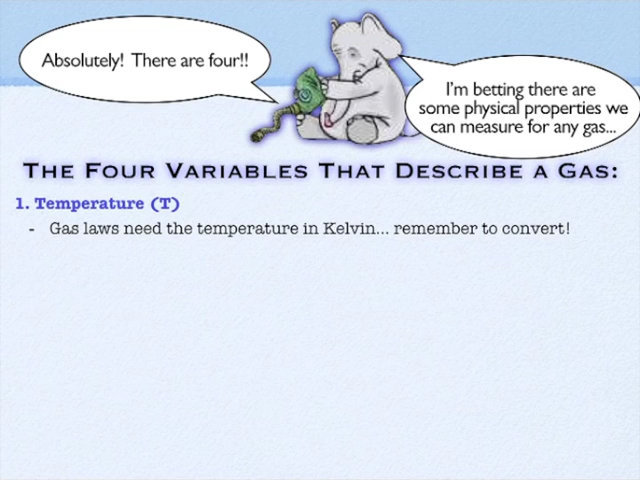 Absolutely! There are four!!
I'm betting there are
some physical properties we
can measure for any gas...
The Four Variables That Describe a Gas:
1. Temperature (T)
- Gas laws need the temperature in Kelvin... remember to convert!